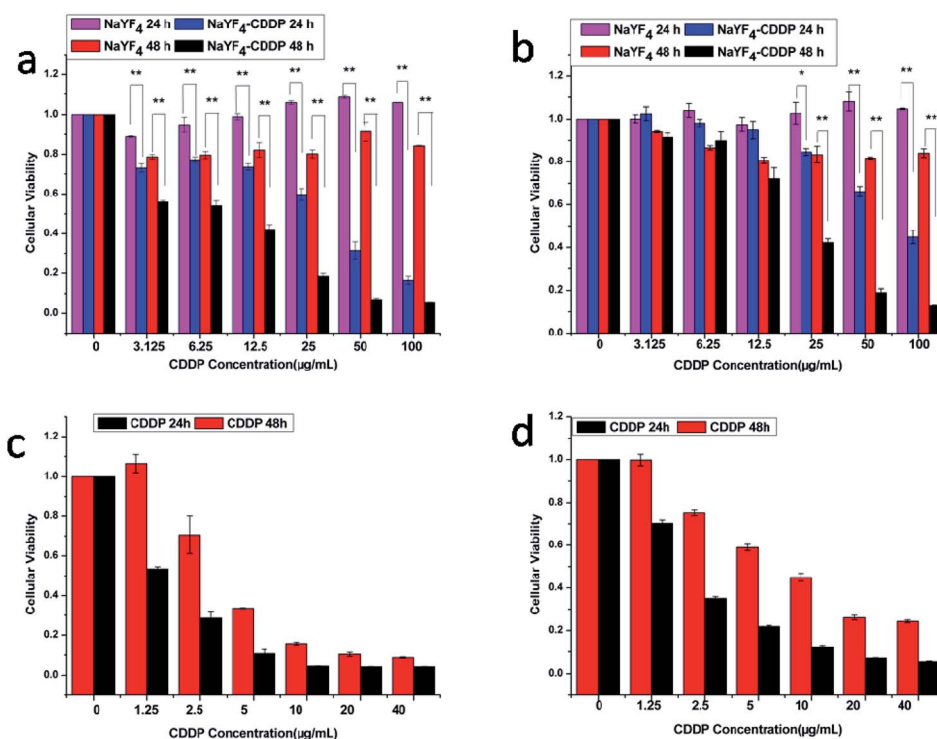 a
NaYF4 24 h NaYF4-CDDP 24 h
NaYF4 48 h NaYF4-CDDP 48 h
** ** ** ** ** ** ** ** ** ** ** **
1.2
1.0
0.8
0.6
0.4
0.2
0.0
Cellular Viability
0 3.125 6.25 12.5 25 50 100
CDDP Concentration(μg/mL)
b
NaYF4 24 h NaYF4-CDDP 24 h
NaYF4 48 h NaYF4-CDDP 48 h
* ** ** ** ** **
1.2
1.0
0.8
0.6
0.4
0.2
0.0
Cellular Viability
0 3.125 6.25 12.5 25 50 100
CDDP Concentration(μg/mL)
c
CDDP 24h CDDP 48h
1.2
1.0
0.8
0.6
0.4
0.2
0.0
Cellular Viability
0 1.25 2.5 5 10 20 40
CDDP Concentration(μg/mL)
d
CDDP 24h CDDP 48h
1.2
1.0
0.8
0.6
0.4
0.2
0.0
Cellular Viability
0 1.25 2.5 5 10 20 40
CDDP Concentration(μg/mL)